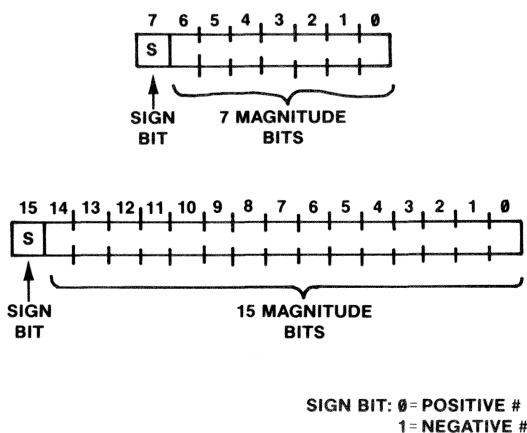 7 6 5 4 3 2 1 0
S
SIGN BIT
7 MAGNITUDE BITS
15 14 13 12 11 10 9 8 7 6 5 4 3 2 1 0
S
SIGN BIT
15 MAGNITUDE BITS
SIGN BIT: 0 = POSITIVE #
1 = NEGATIVE #